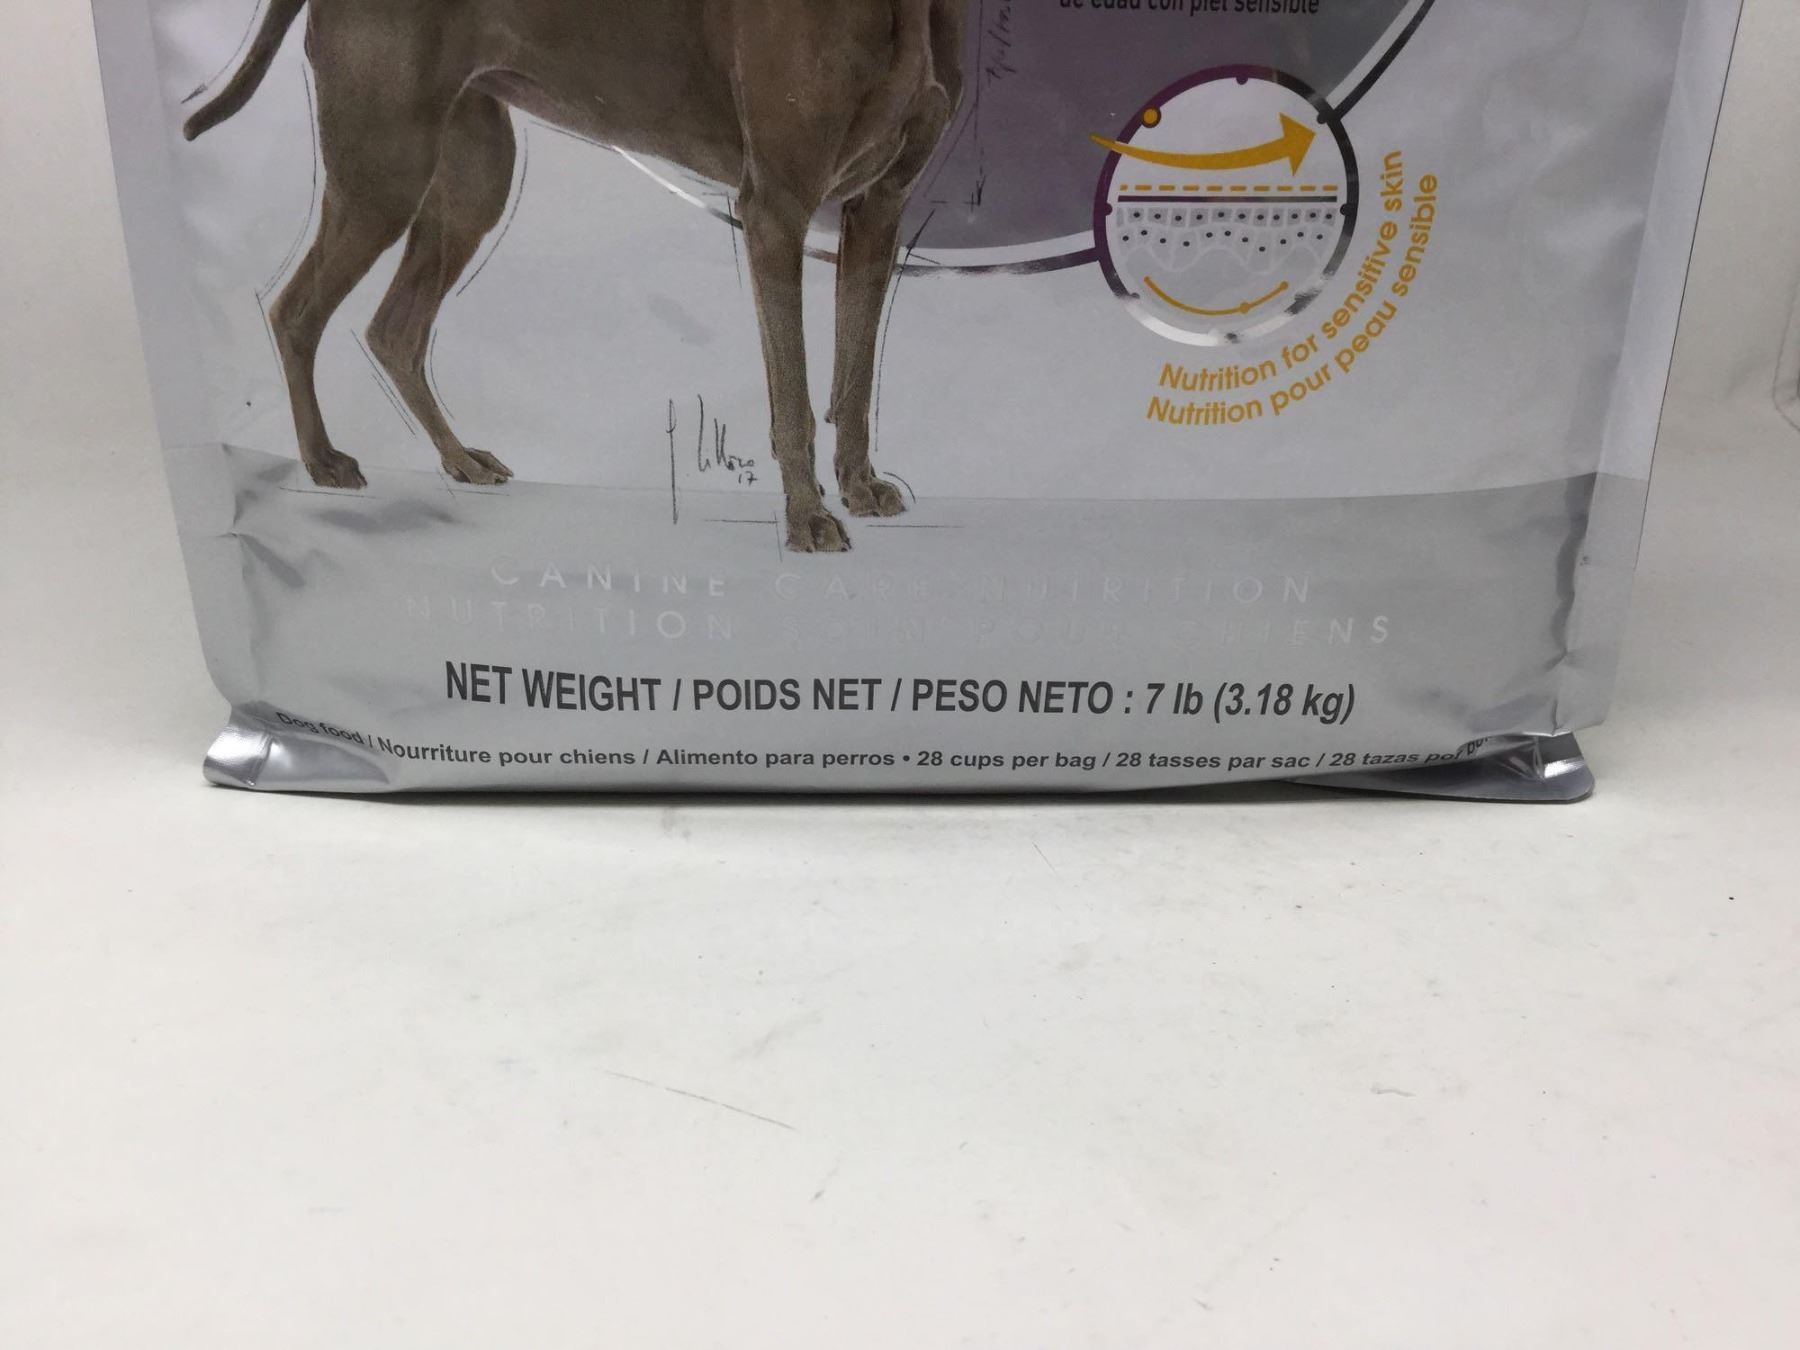 de edad con piel sensible
Nutrition for sensitive skin
Nutrition pour peau sensible
17
CANINE CARE NUTRITION
NUTRITION SOIN POUR CHIENS
NET WEIGHT / POIDS NET / PESO NETO : 7 lb (3.18 kg)
Dog food / Nourriture pour chiens / Alimento para perros • 28 cups per bag / 28 tasses par sac / 28 tazas por